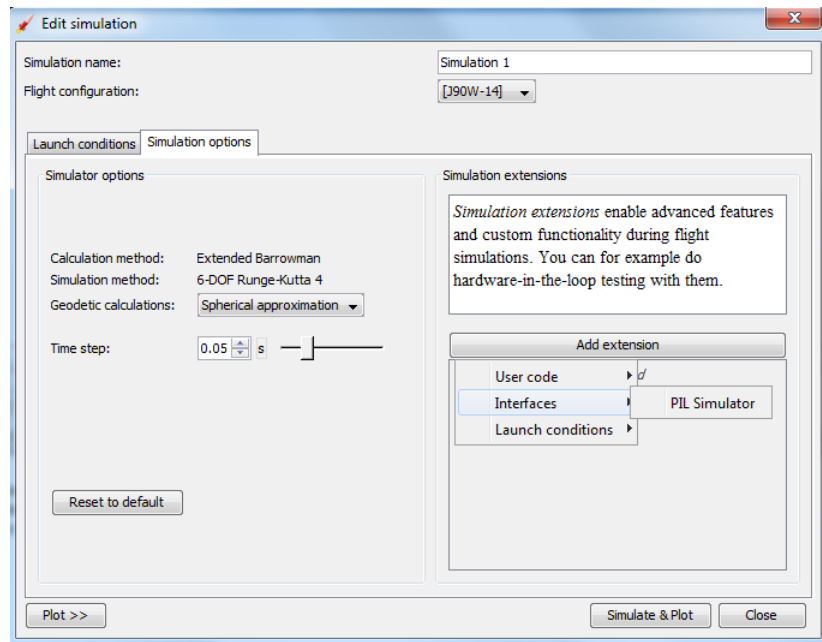 Edit simulation
Simulation name:
Simulation 1
Flight configuration:
[J90W-14]
Launch conditions
Simulation options
Simulator options
Calculation method:
Extended Barrowman
Simulation method:
6-DOF Runge-Kutta 4
Geodetic calculations:
Spherical approximation
Time step:
0.05
s
Reset to default
Simulation extensions
Simulation extensions enable advanced features
and custom functionality during flight
simulations. You can for example do
hardware-in-the-loop testing with them.
Add extension
User code
d
Interfaces
PIL Simulator
Launch conditions
Plot >>
Simulate & Plot
Close